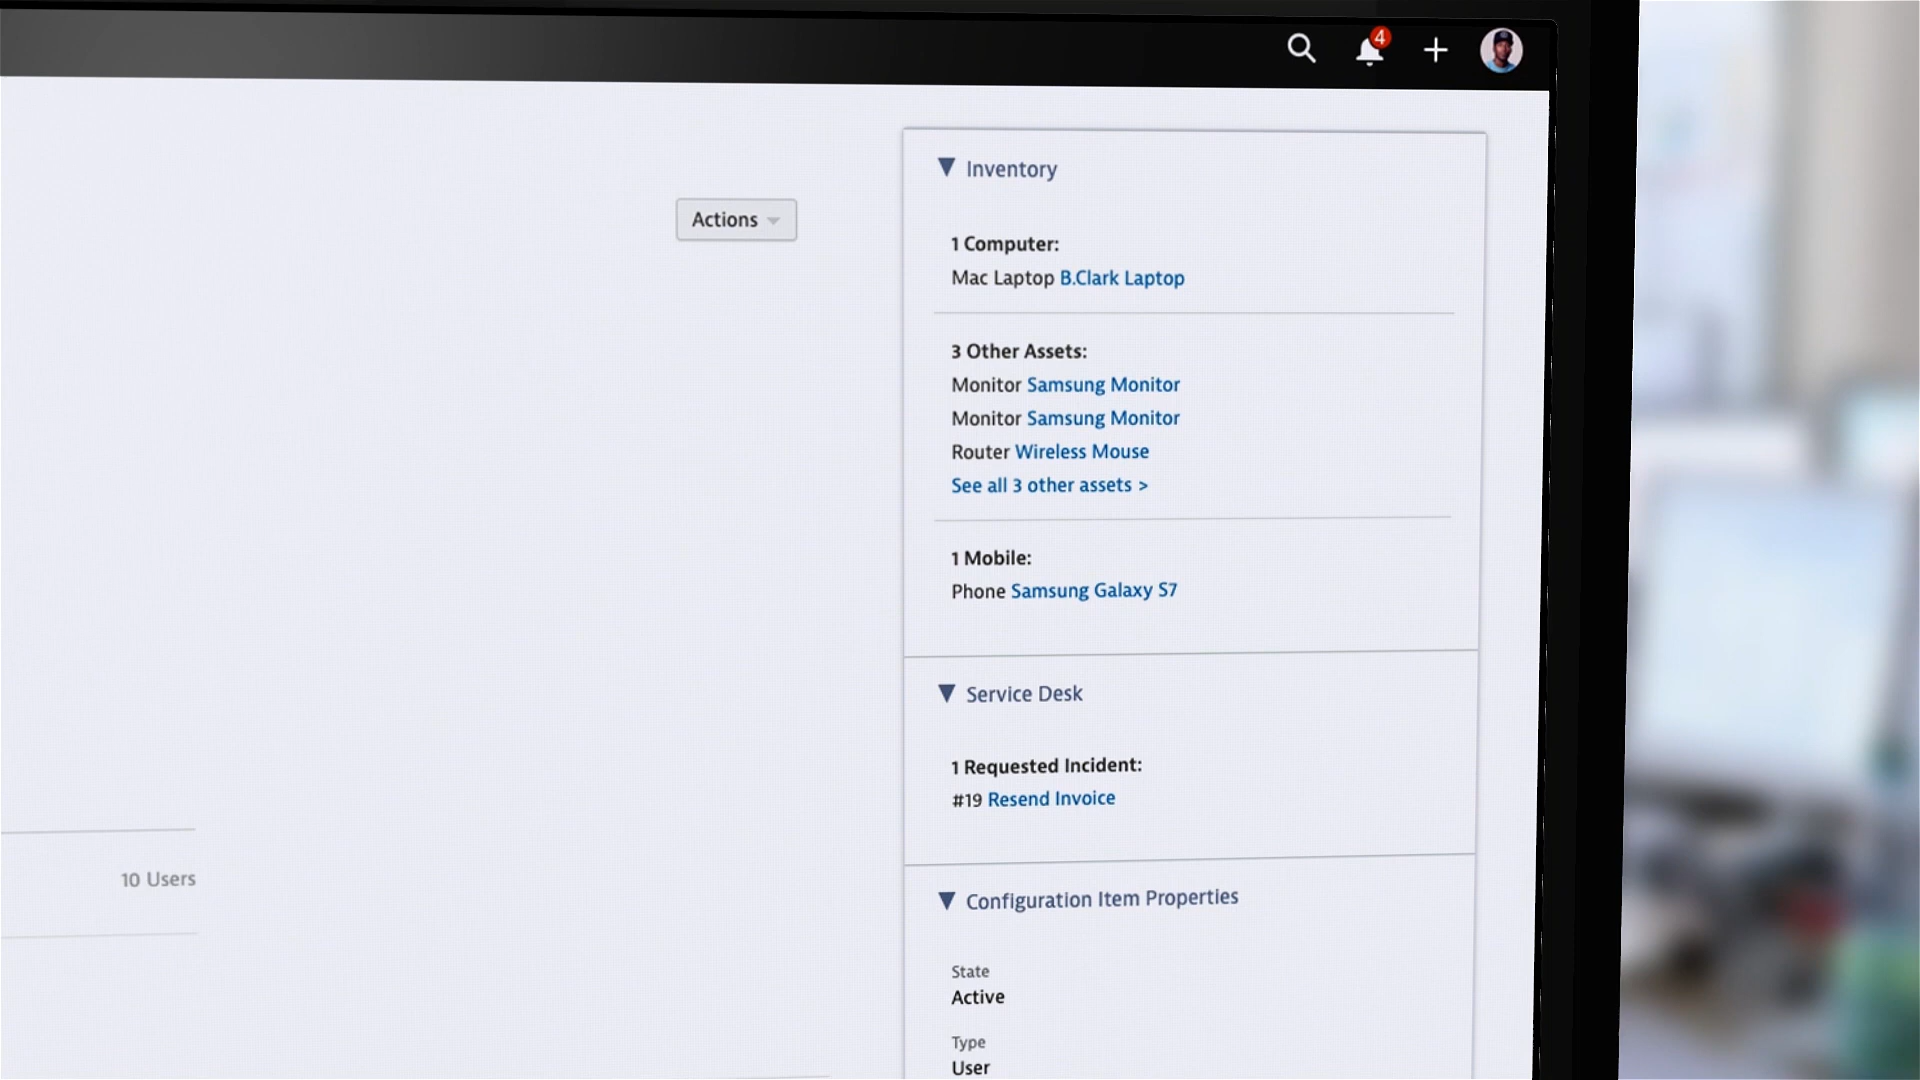 4
Actions
Inventory
1 Computer:
Mac Laptop B.Clark Laptop
3 Other Assets:
Monitor Samsung Monitor
Monitor Samsung Monitor
Router Wireless Mouse
See all 3 other assets >
1 Mobile:
Phone Samsung Galaxy S7
Service Desk
1 Requested Incident:
#19 Resend Invoice
10 Users
Configuration Item Properties
State
Active
Type
User